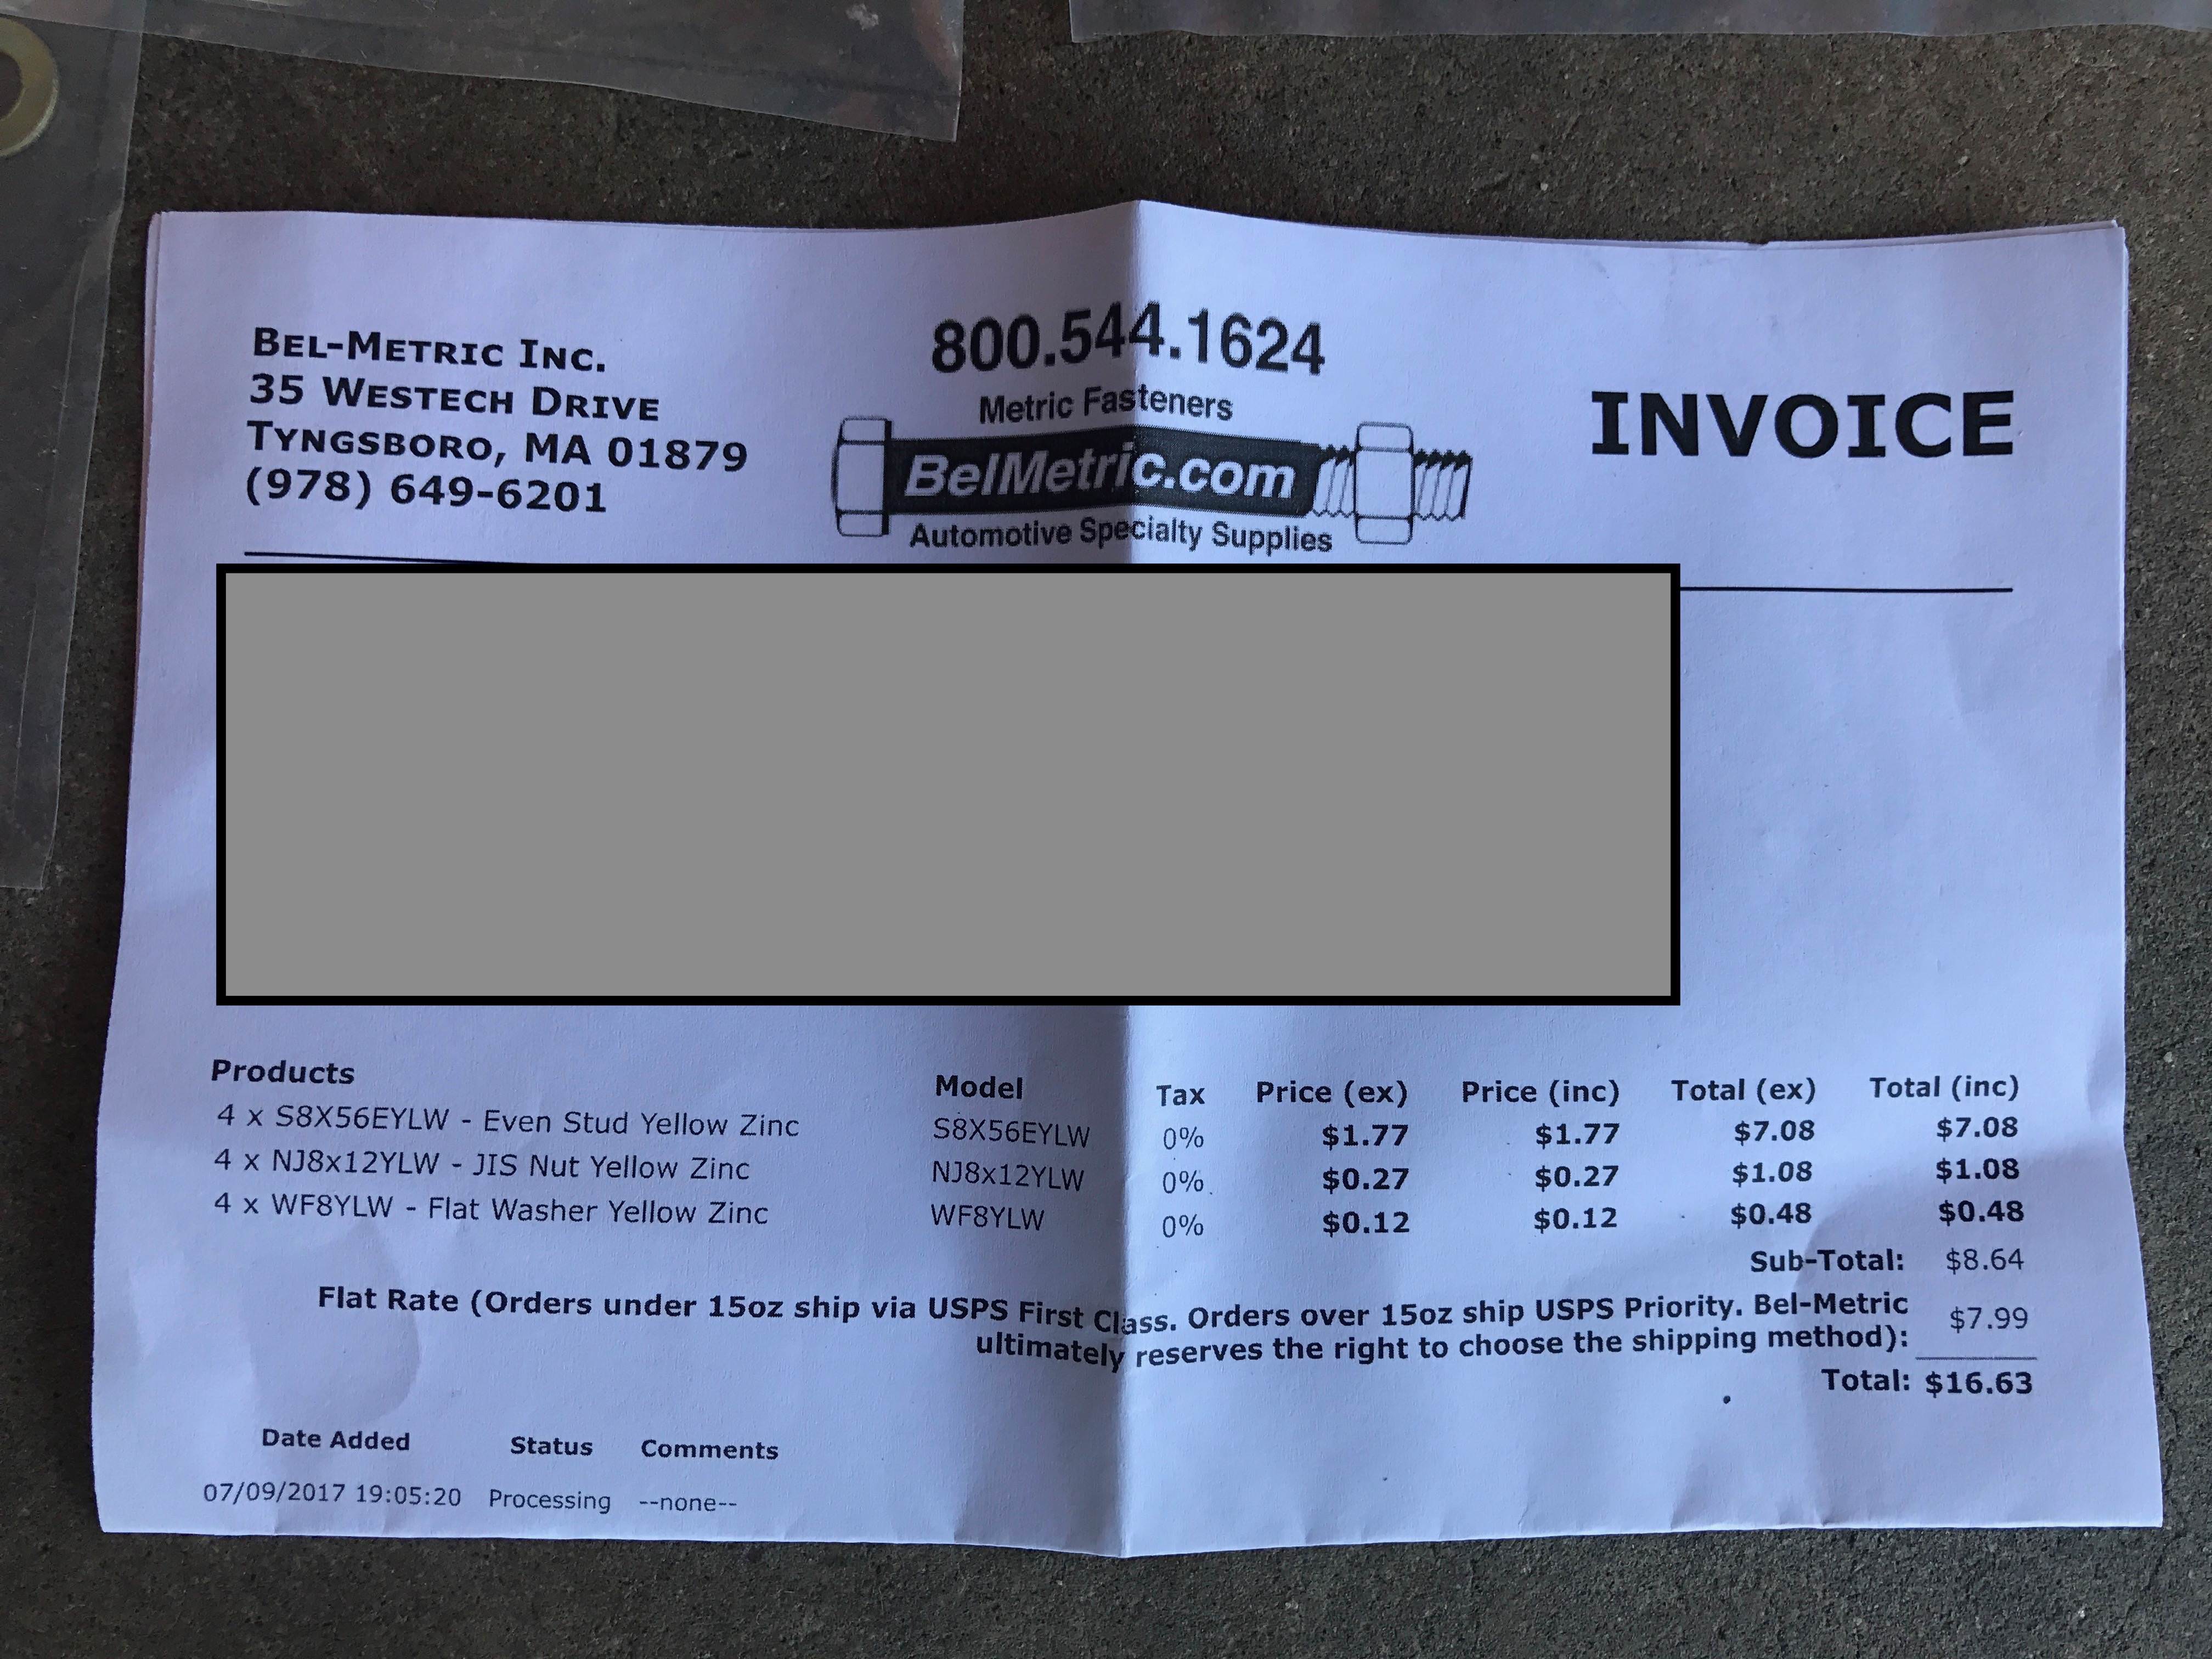 BEL-METRIC INC.
35 WESTECH DRIVE
TYNGSBORO, MA 01879
(978) 649-6201
800.544.1624
Metric Fasteners
BelMetric.com
Automotive Specialty Supplies
INVOICE
Products Model Tax Price (ex) Price (inc) Total (ex) Total (inc)
4 x S8X56EYLW - Even Stud Yellow Zinc S8X56EYLW 0% $1.77 $1.77 $7.08 $7.08
4 x NJ8x12YLW - JIS Nut Yellow Zinc NJ8x12YLW 0% $0.27 $0.27 $1.08 $1.08
4 x WF8YLW - Flat Washer Yellow Zinc WF8YLW 0% $0.12 $0.12 $0.48 $0.48
Sub-Total: $8.64
Flat Rate (Orders under 15oz ship via USPS First Class. Orders over 15oz ship USPS Priority. Bel-Metric
ultimately reserves the right to choose the shipping method): $7.99
Total: $16.63
Date Added Status Comments
07/09/2017 19:05:20 Processing --none--